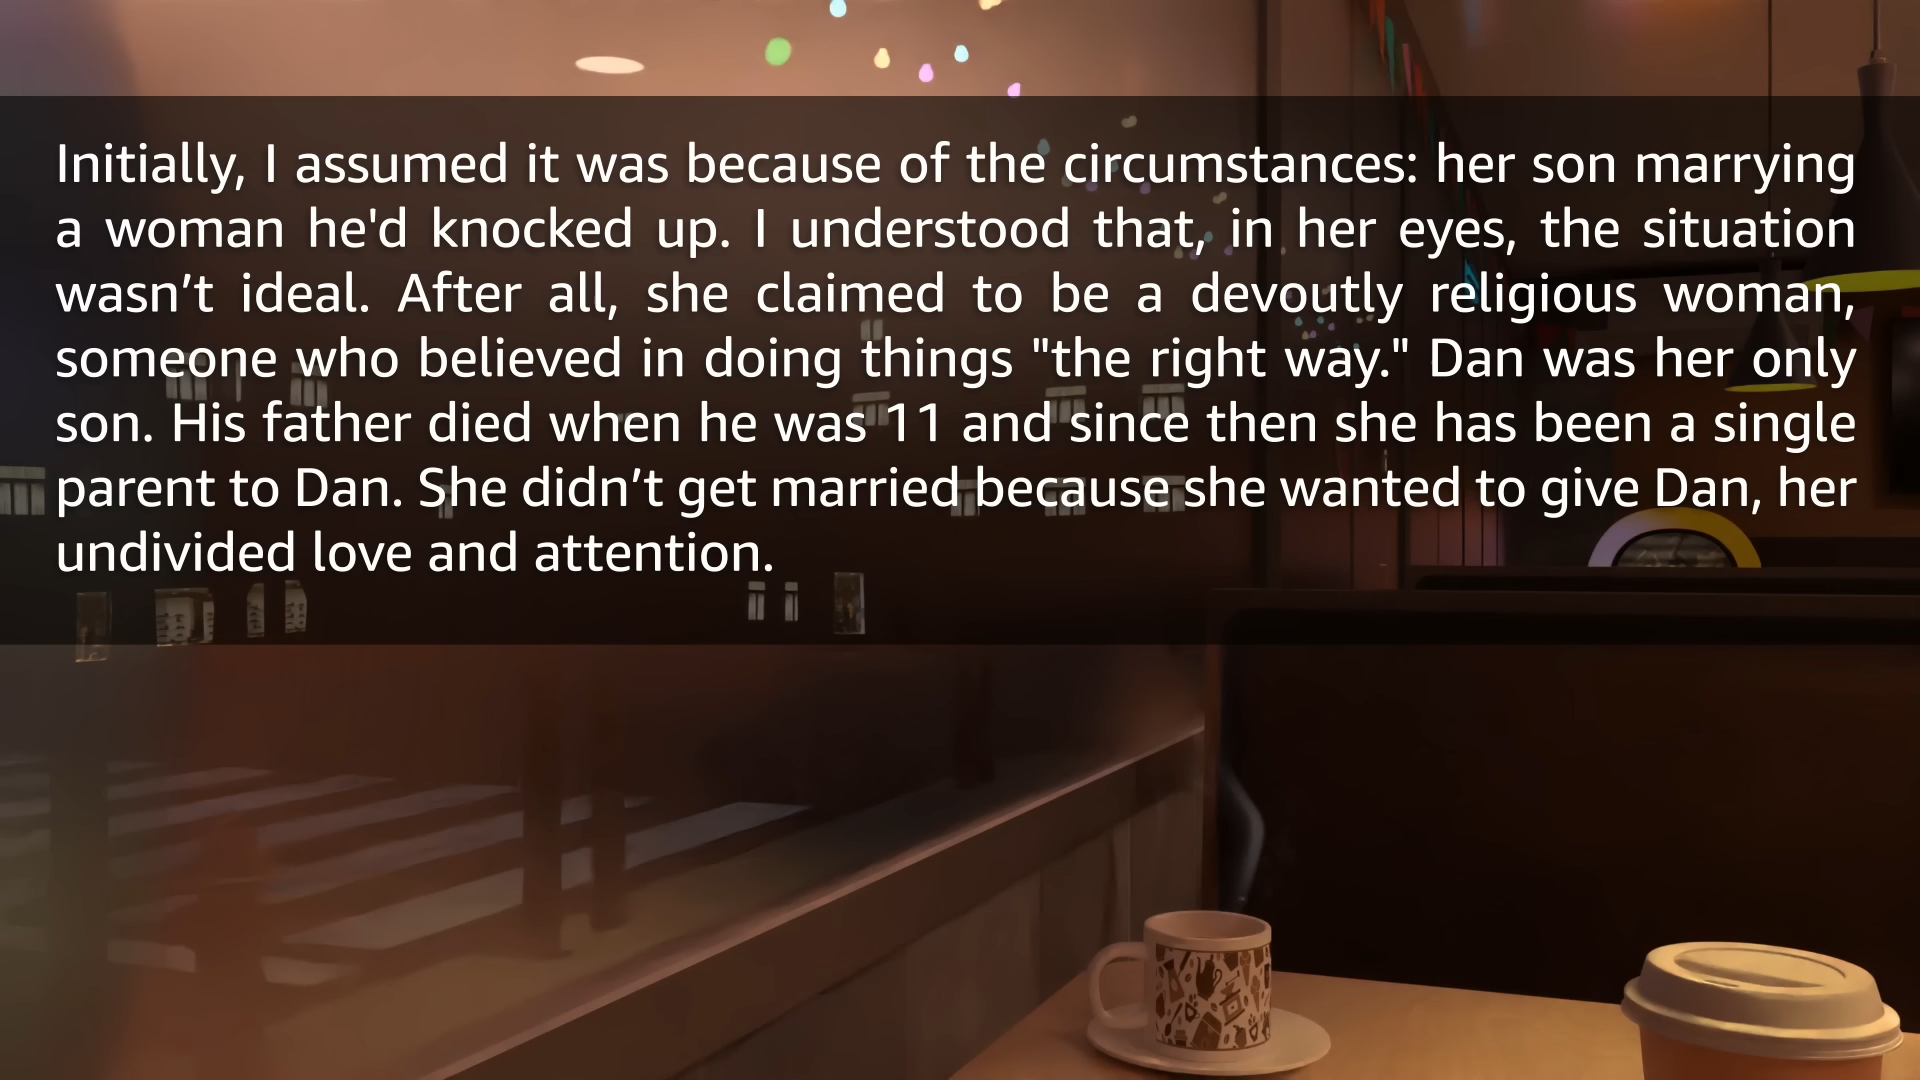 Initially, I assumed it was because of the circumstances: her son marrying
a woman he'd knocked up. I understood that, in her eyes, the situation
wasn’t ideal. After all, she claimed to be a devoutly religious woman,
someone who believed in doing things "the right way." Dan was her only
son. His father died when he was 11 and since then she has been a single
parent to Dan. She didn’t get married because she wanted to give Dan, her
undivided love and attention.